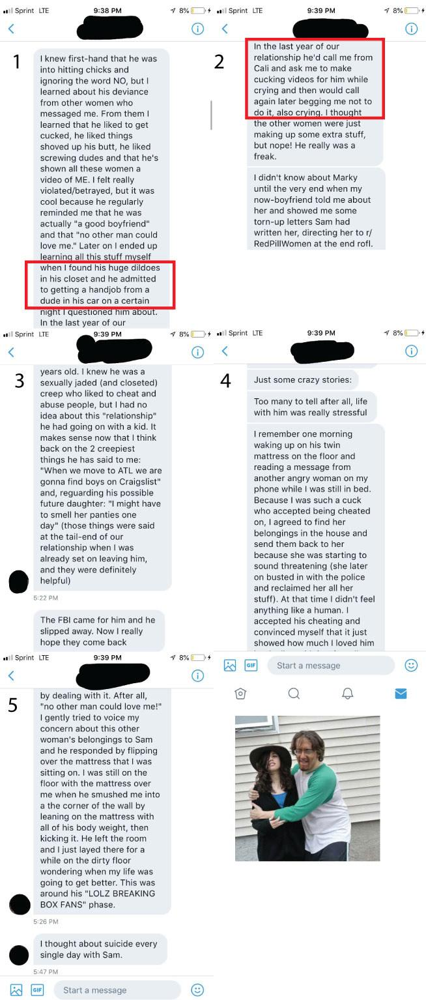 Sprint LTE 9:38 PM 8%
1
I knew first-hand that he was
into hitting chicks and
ignoring the word NO, but I
learned about his deviance
from other women who
messaged me. From them I
learned that he liked to get
cucked, he liked things
shoved up his butt, he liked
screwing dudes and that he's
shown all these women a
video of ME. I felt really
violated/betrayed, but it was
cool because he regularly
reminded me that he was
actually "a good boyfriend"
and that "no other man could
love me." Later on I ended up
learning all this stuff myself
when I found his huge dildoes
in his closet and he admitted
to getting a handjob from a
dude in his car on a certain
night I questioned him about.
In the last year of our
Sprint LTE 9:39 PM 8%
2
In the last year of our
relationship he'd call me from
Cali and ask me to make
cucking videos for him while
crying and then would call
again later begging me not to
do it, also crying. I thought
the other women were just
making up some extra stuff,
but nope! He really was a
freak.
I didn't know about Marky
until the very end when my
now-boyfriend told me about
her and showed me some
torn-up letters Sam had
written her, directing her to r/
RedPillWomen at the end rofl.
Sprint LTE 9:39 PM 8%
3
years old. I knew he was a
sexually jaded (and closeted)
creep who liked to cheat and
abuse people, but I had no
idea about this "relationship"
he had going on with a kid. It
makes sense now that I think
back on the 2 creepiest
things he has said to me:
"When we move to ATL we are
gonna find boys on Craigslist"
and, reguarding his possible
future daughter: "I might have
to smell her panties one
day" (those things were said
at the tail-end of our
relationship when I was
already set on leaving him,
and they were definitely
helpful)
5:22 PM
The FBI came for him and he
slipped away. Now I really
hope they come back
Sprint LTE 9:39 PM 8%
4
Just some crazy stories:
Too many to tell after all, life
with him was really stressful
I remember one morning
waking up on his twin
mattress on the floor and
reading a message from
another angry woman on my
phone while I was still in bed.
Because I was such a cuck
who accepted being cheated
on, I agreed to find her
belongings in the house and
send them back to her
because she was starting to
sound threatening (she later
on busted in with the police
and reclaimed her all her
stuff). At that time I didn't feel
anything like a human. I
accepted his cheating and
convinced myself that it just
showed how much I loved him
GIF Start a message
Sprint LTE 9:39 PM 8%
5
by dealing with it. After all,
"no other man could love me!"
I gently tried to voice my
concern about this other
woman's belongings to Sam
and he responded by flipping
over the mattress that I was
sitting on. I was still on the
floor with the mattress over
me when he smushed me into
a the corner of the wall by
leaning on the mattress with
all of his body weight, then
kicking it. He left the room
and I just layed there for a
while on the dirty floor
wondering when my life was
going to get better. This was
around his "LOLZ BREAKING
BOX FANS" phase.
5:26 PM
I thought about suicide every
single day with Sam.
5:47 PM
GIF Start a message